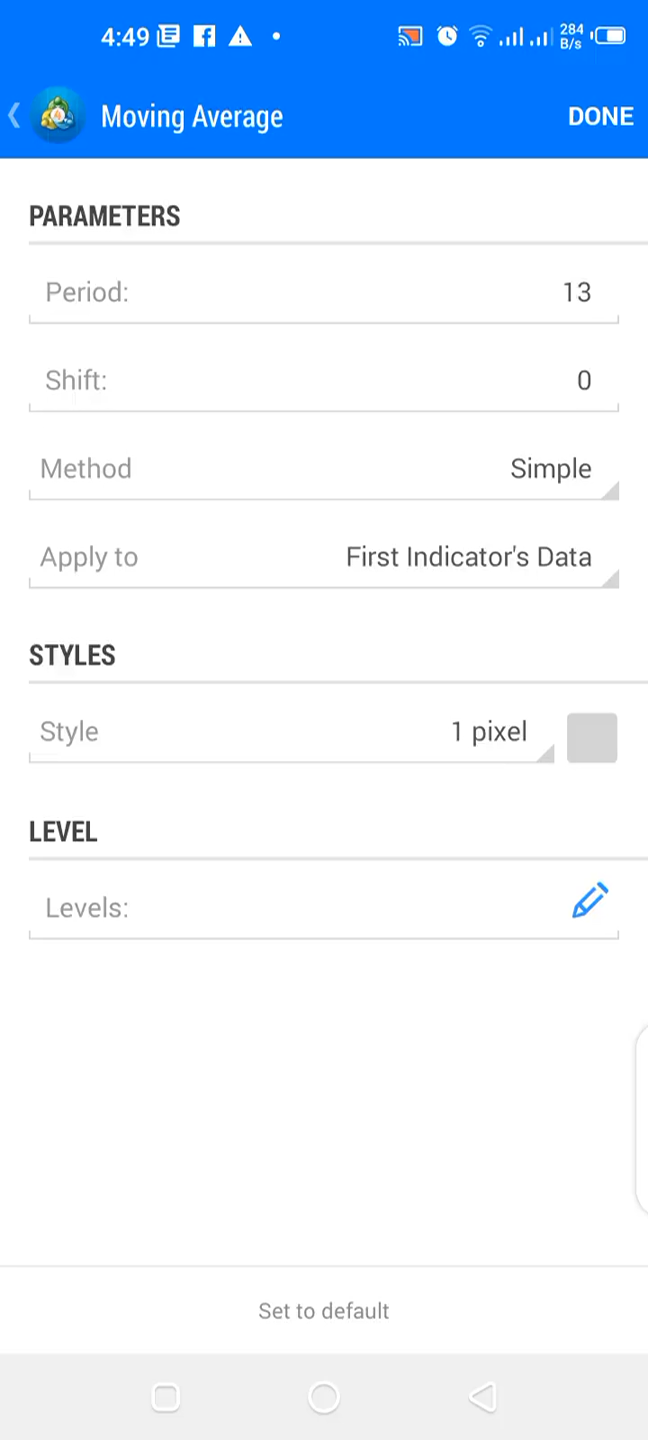 4:49 284 B/s
Moving Average DONE
PARAMETERS
Period: 13
Shift: 0
Method Simple
Apply to First Indicator's Data
STYLES
Style 1 pixel
LEVEL
Levels:
Set to default